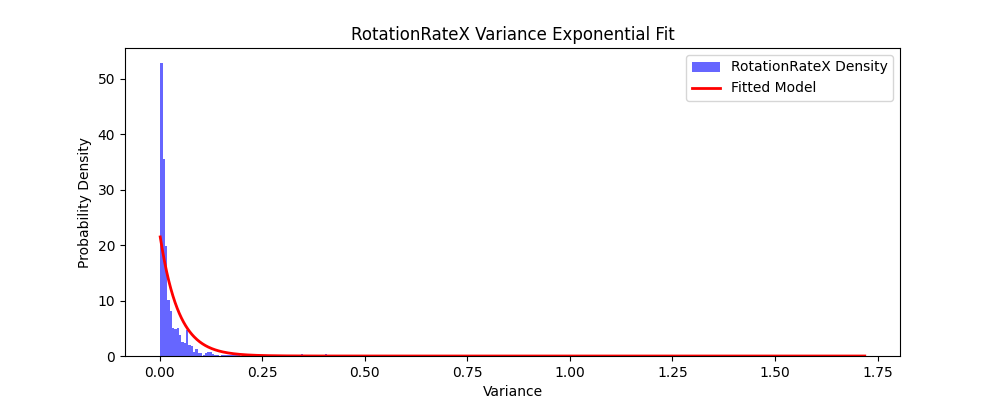 RotationRateX Variance Exponential Fit
RotationRateX Density
Fitted Model
Probability Density
50
40
30
20
10
0
0.00 0.25 0.50 0.75 1.00 1.25 1.50 1.75
Variance